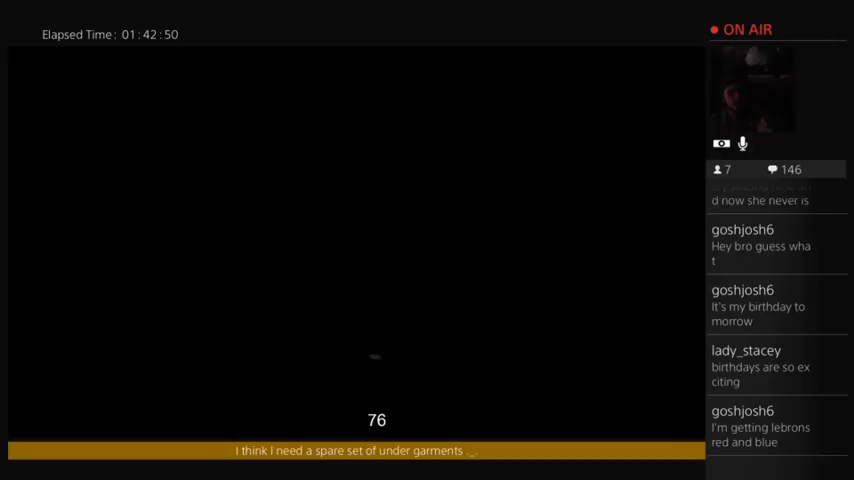 Elapsed Time: 01:42:50
ON AIR
7 146
d now she never is
goshjosh6
Hey bro guess wha
t
goshjosh6
It's my birthday to
morrow
lady_stacey
birthdays are so ex
citing
goshjosh6
I'm getting lebrons
red and blue
76
I think I need a spare set of under garments ._.